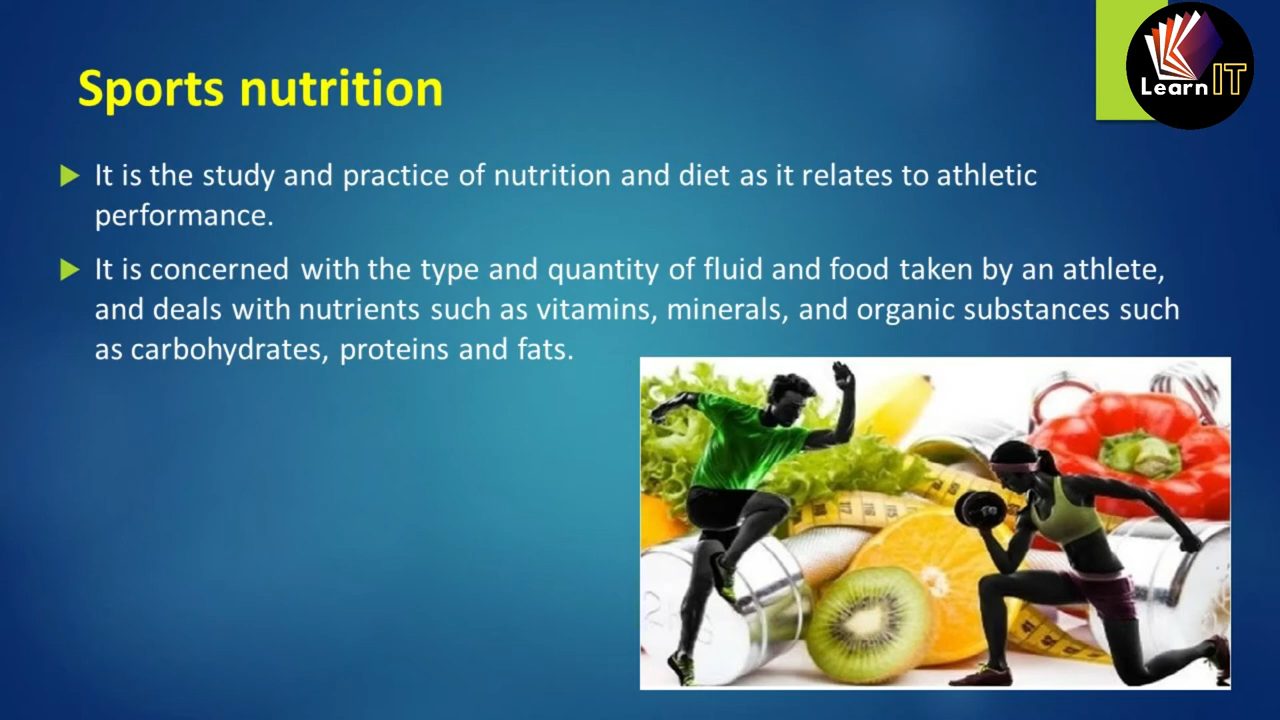 Sports nutrition
Learn IT
It is the study and practice of nutrition and diet as it relates to athletic
performance.
It is concerned with the type and quantity of fluid and food taken by an athlete,
and deals with nutrients such as vitamins, minerals, and organic substances such
as carbohydrates, proteins and fats.